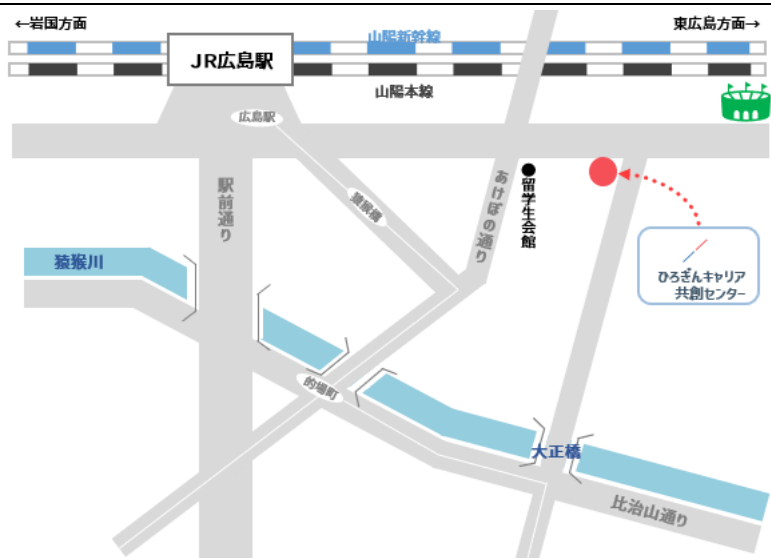 ←岩国方面
東広島方面→
山陽新幹線
JR広島駅
山陽本線
広島駅
駅前通り
猿猴橋
あけぼの通り
●留学生会館
猿猴川
ひろぎんキャリア
共創センター
的場町
大正橋
比治山通り